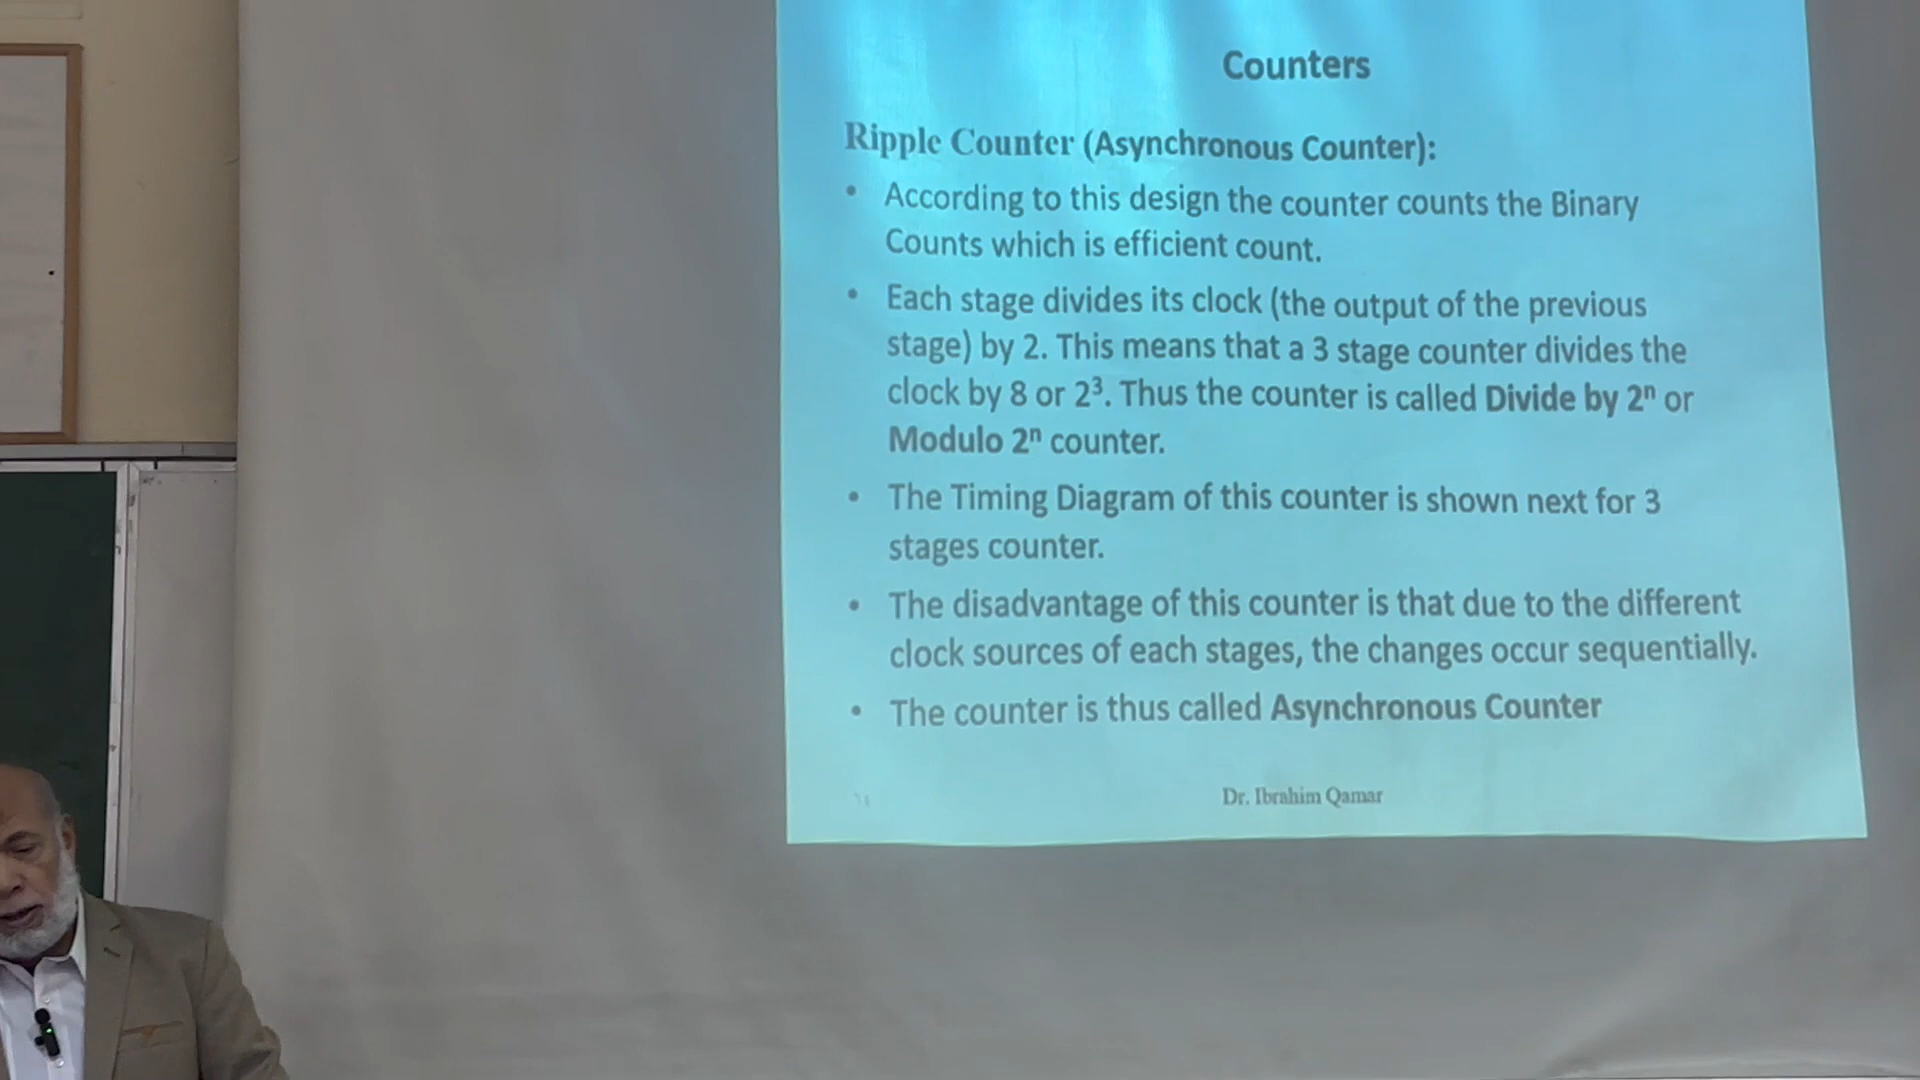 Counters
Ripple Counter (Asynchronous Counter):
• According to this design the counter counts the Binary
Counts which is efficient count.
• Each stage divides its clock (the output of the previous
stage) by 2. This means that a 3 stage counter divides the
clock by 8 or 2³. Thus the counter is called Divide by 2ⁿ or
Modulo 2ⁿ counter.
• The Timing Diagram of this counter is shown next for 3
stages counter.
• The disadvantage of this counter is that due to the different
clock sources of each stages, the changes occur sequentially.
• The counter is thus called Asynchronous Counter
Dr. Ibrahim Qamar